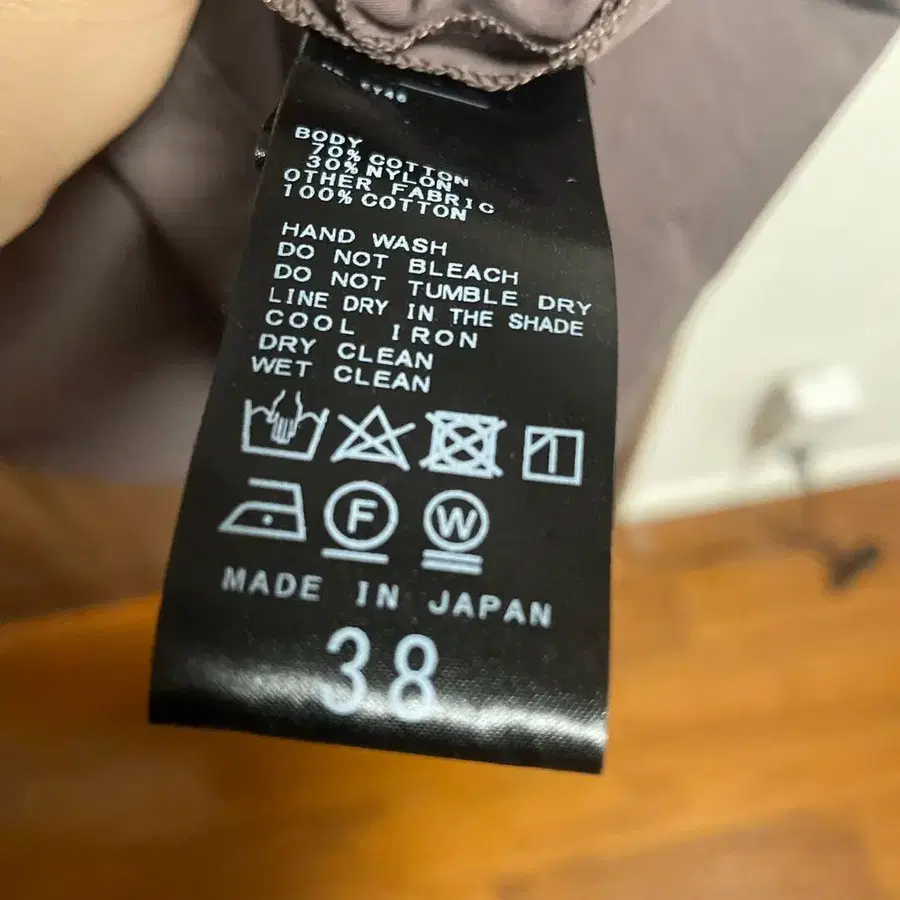 BODY
70% COTTON
30% NYLON
OTHER FABRIC
100% COTTON
HAND WASH
DO NOT BLEACH
DO NOT TUMBLE DRY
LINE DRY IN THE SHADE
COOL IRON
DRY CLEAN
WET CLEAN
F W
MADE IN JAPAN
38